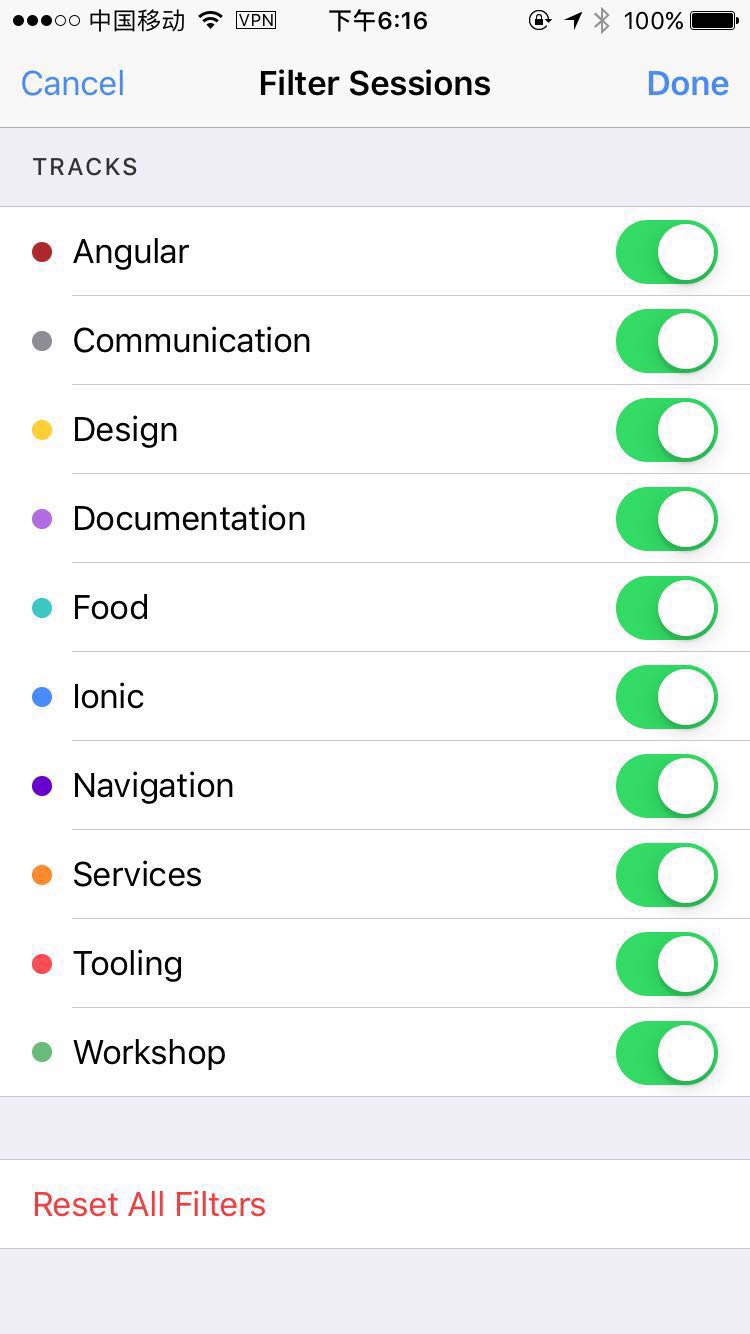 中国移动 VPN 下午6:16 100%
Cancel Filter Sessions Done
TRACKS
Angular
Communication
Design
Documentation
Food
Ionic
Navigation
Services
Tooling
Workshop
Reset All Filters